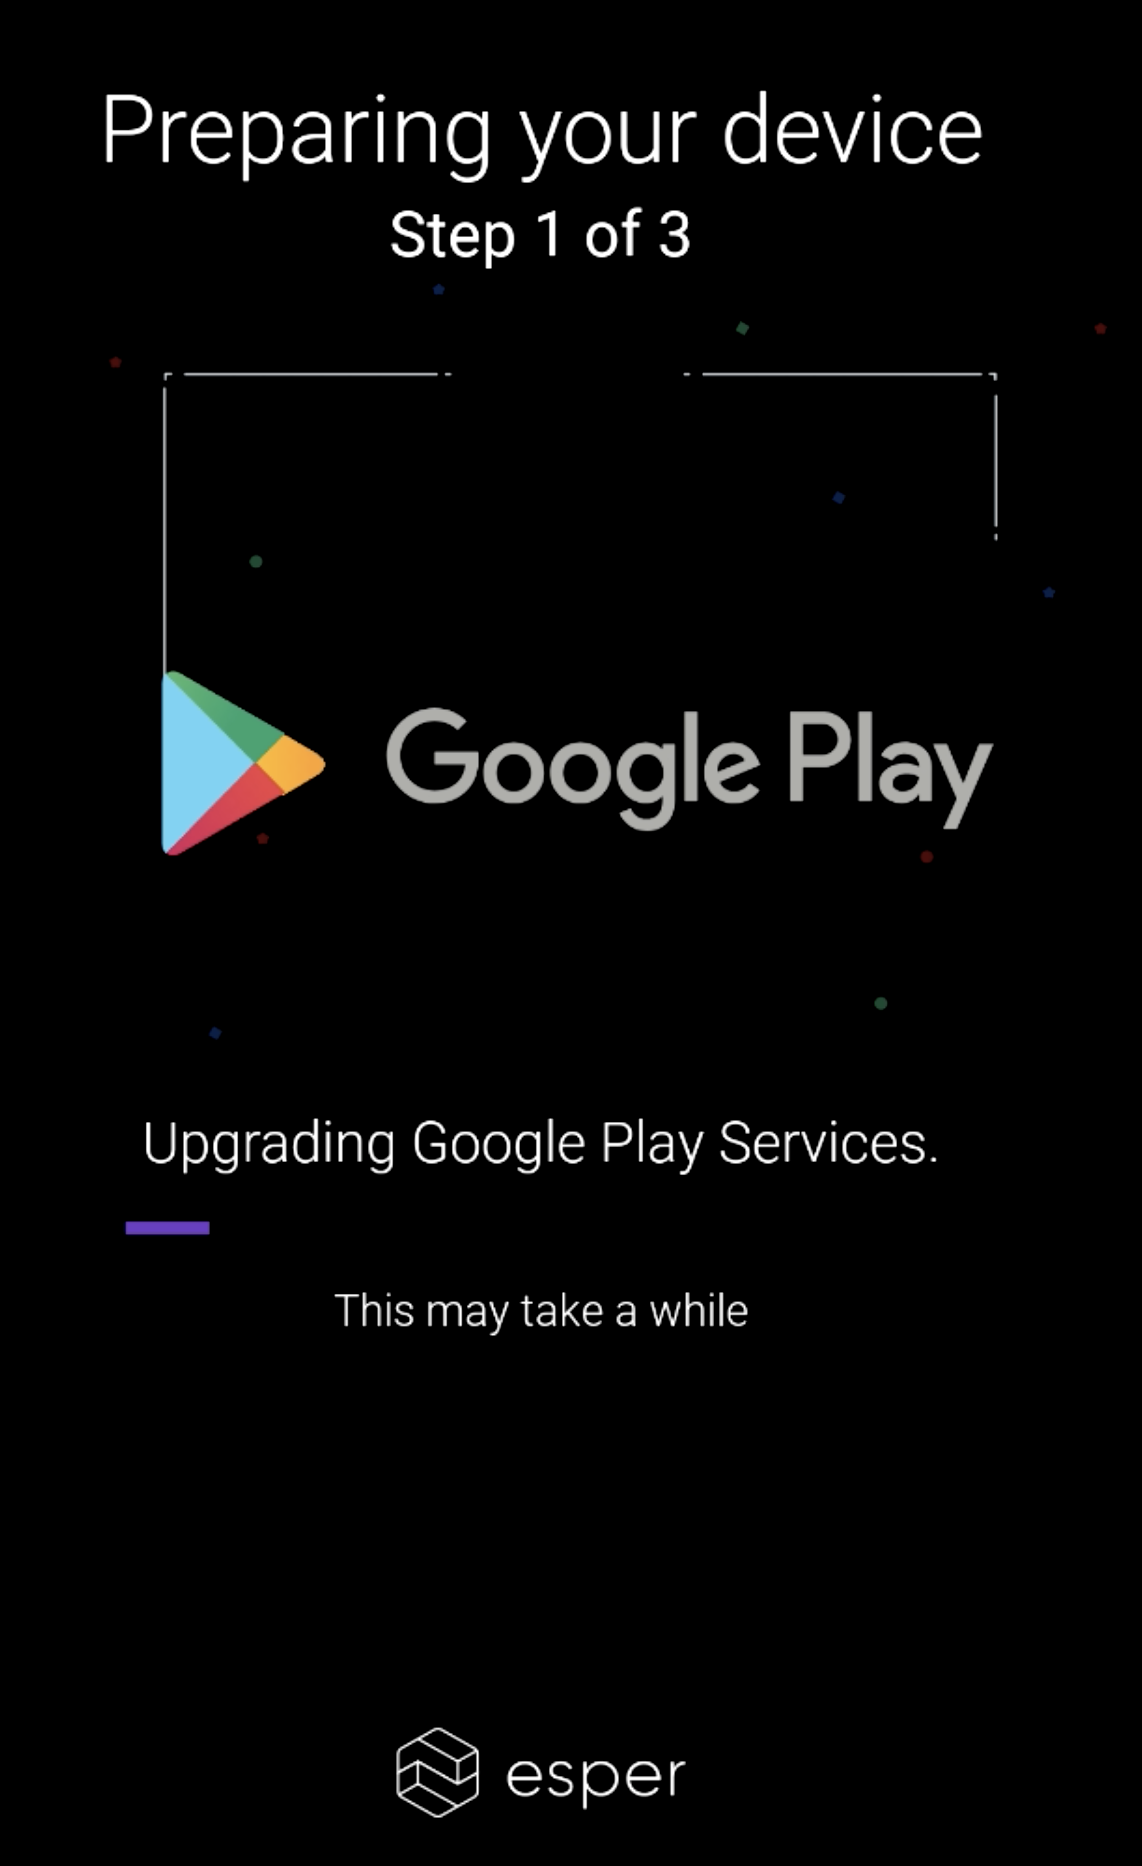 Preparing your device
Step 1 of 3
Google Play
Upgrading Google Play Services.
This may take a while
esper